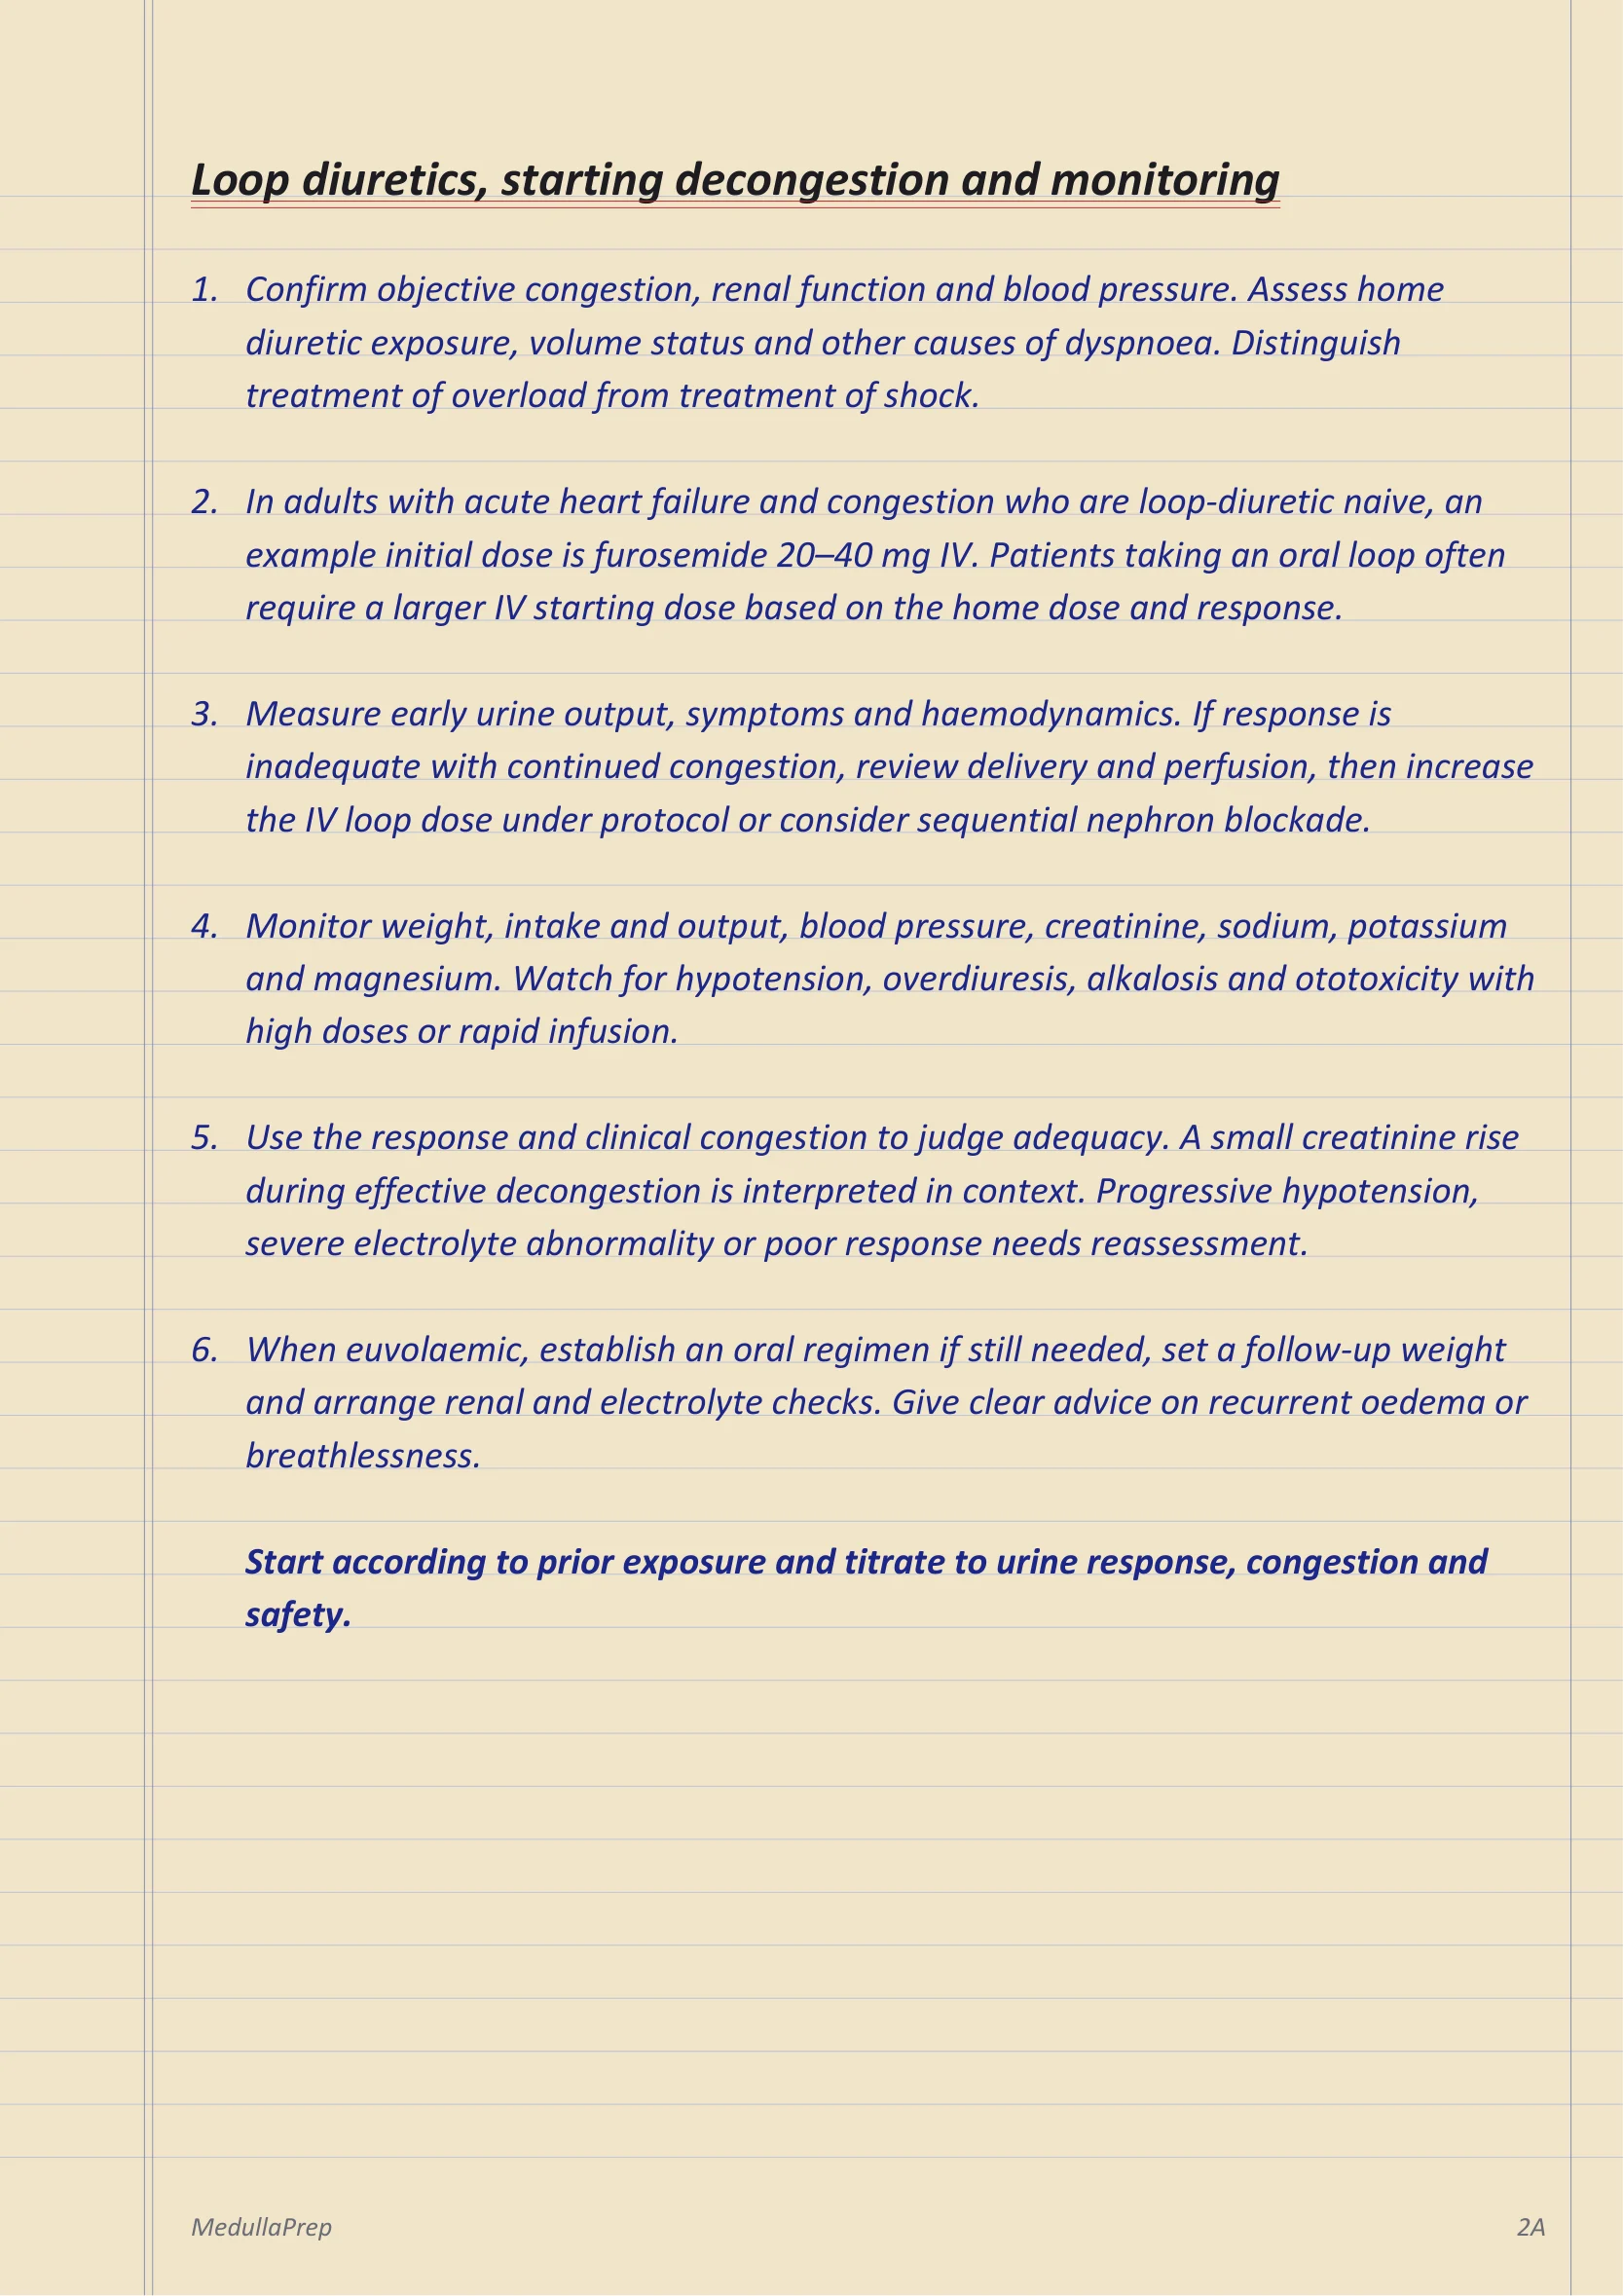 Loop diuretics, starting decongestion and monitoring
1. Confirm objective congestion, renal function and blood pressure. Assess home
diuretic exposure, volume status and other causes of dyspnoea. Distinguish
treatment of overload from treatment of shock.
2. In adults with acute heart failure and congestion who are loop-diuretic naive, an
example initial dose is furosemide 20–40 mg IV. Patients taking an oral loop often
require a larger IV starting dose based on the home dose and response.
3. Measure early urine output, symptoms and haemodynamics. If response is
inadequate with continued congestion, review delivery and perfusion, then increase
the IV loop dose under protocol or consider sequential nephron blockade.
4. Monitor weight, intake and output, blood pressure, creatinine, sodium, potassium
and magnesium. Watch for hypotension, overdiuresis, alkalosis and ototoxicity with
high doses or rapid infusion.
5. Use the response and clinical congestion to judge adequacy. A small creatinine rise
during effective decongestion is interpreted in context. Progressive hypotension,
severe electrolyte abnormality or poor response needs reassessment.
6. When euvolaemic, establish an oral regimen if still needed, set a follow-up weight
and arrange renal and electrolyte checks. Give clear advice on recurrent oedema or
breathlessness.
Start according to prior exposure and titrate to urine response, congestion and
safety.
MedullaPrep
2A